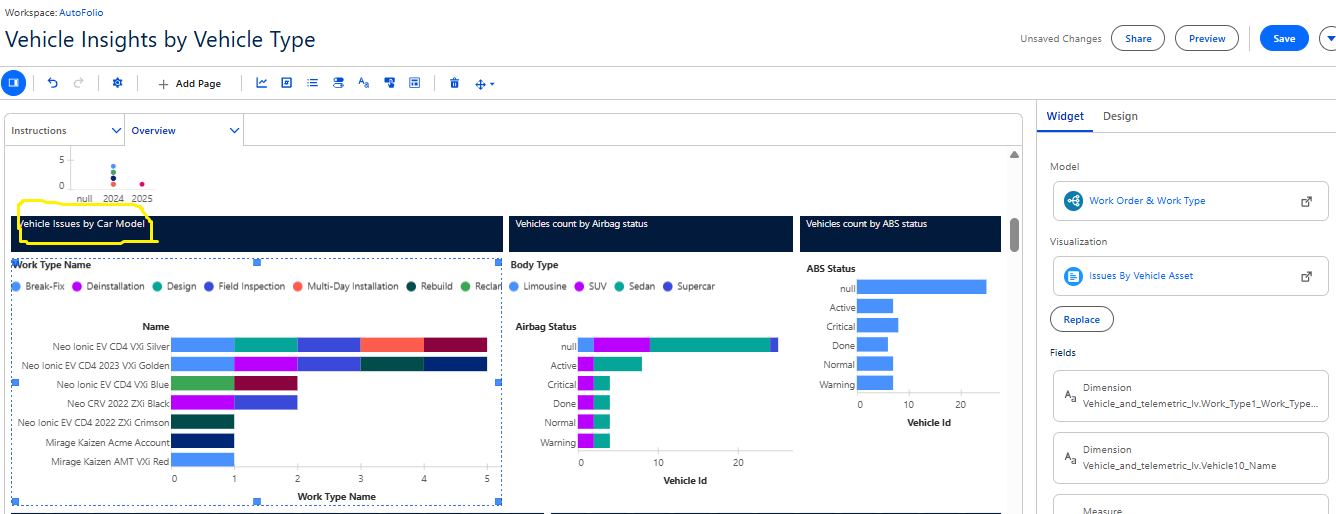 Workspace: AutoFolio
Vehicle Insights by Vehicle Type
Unsaved Changes
Share
Preview
Save
Add Page
Instructions
Overview
Widget
Design
5
0
null 2024 2025
Vehicle Issues by Car Model
Vehicles count by Airbag status
Vehicles count by ABS status
Work Type Name
Break-Fix Deinstallation Design Field Inspection Multi-Day Installation Rebuild Reclar
Name
Neo Ionic EV CD4 VXi Silver
Neo Ionic EV CD4 2023 VXi Golden
Neo Ionic EV CD4 VXi Blue
Neo CRV 2022 ZXi Black
Neo Ionic EV CD4 2022 ZXi Crimson
Mirage Kaizen Acme Account
Mirage Kaizen AMT VXi Red
0 1 2 3 4 5
Work Type Name
Body Type
Limousine SUV Sedan Supercar
Airbag Status
null
Active
Critical
Done
Normal
Warning
0 10 20
Vehicle Id
ABS Status
null
Active
Critical
Done
Normal
Warning
0 10 20
Vehicle Id
Model
Work Order & Work Type
Visualization
Issues By Vehicle Asset
Replace
Fields
Aa
Dimension
Vehicle_and_telemetric_lv.Work_Type1_Work_Type...
Aa
Dimension
Vehicle_and_telemetric_lv.Vehicle10_Name
Measure